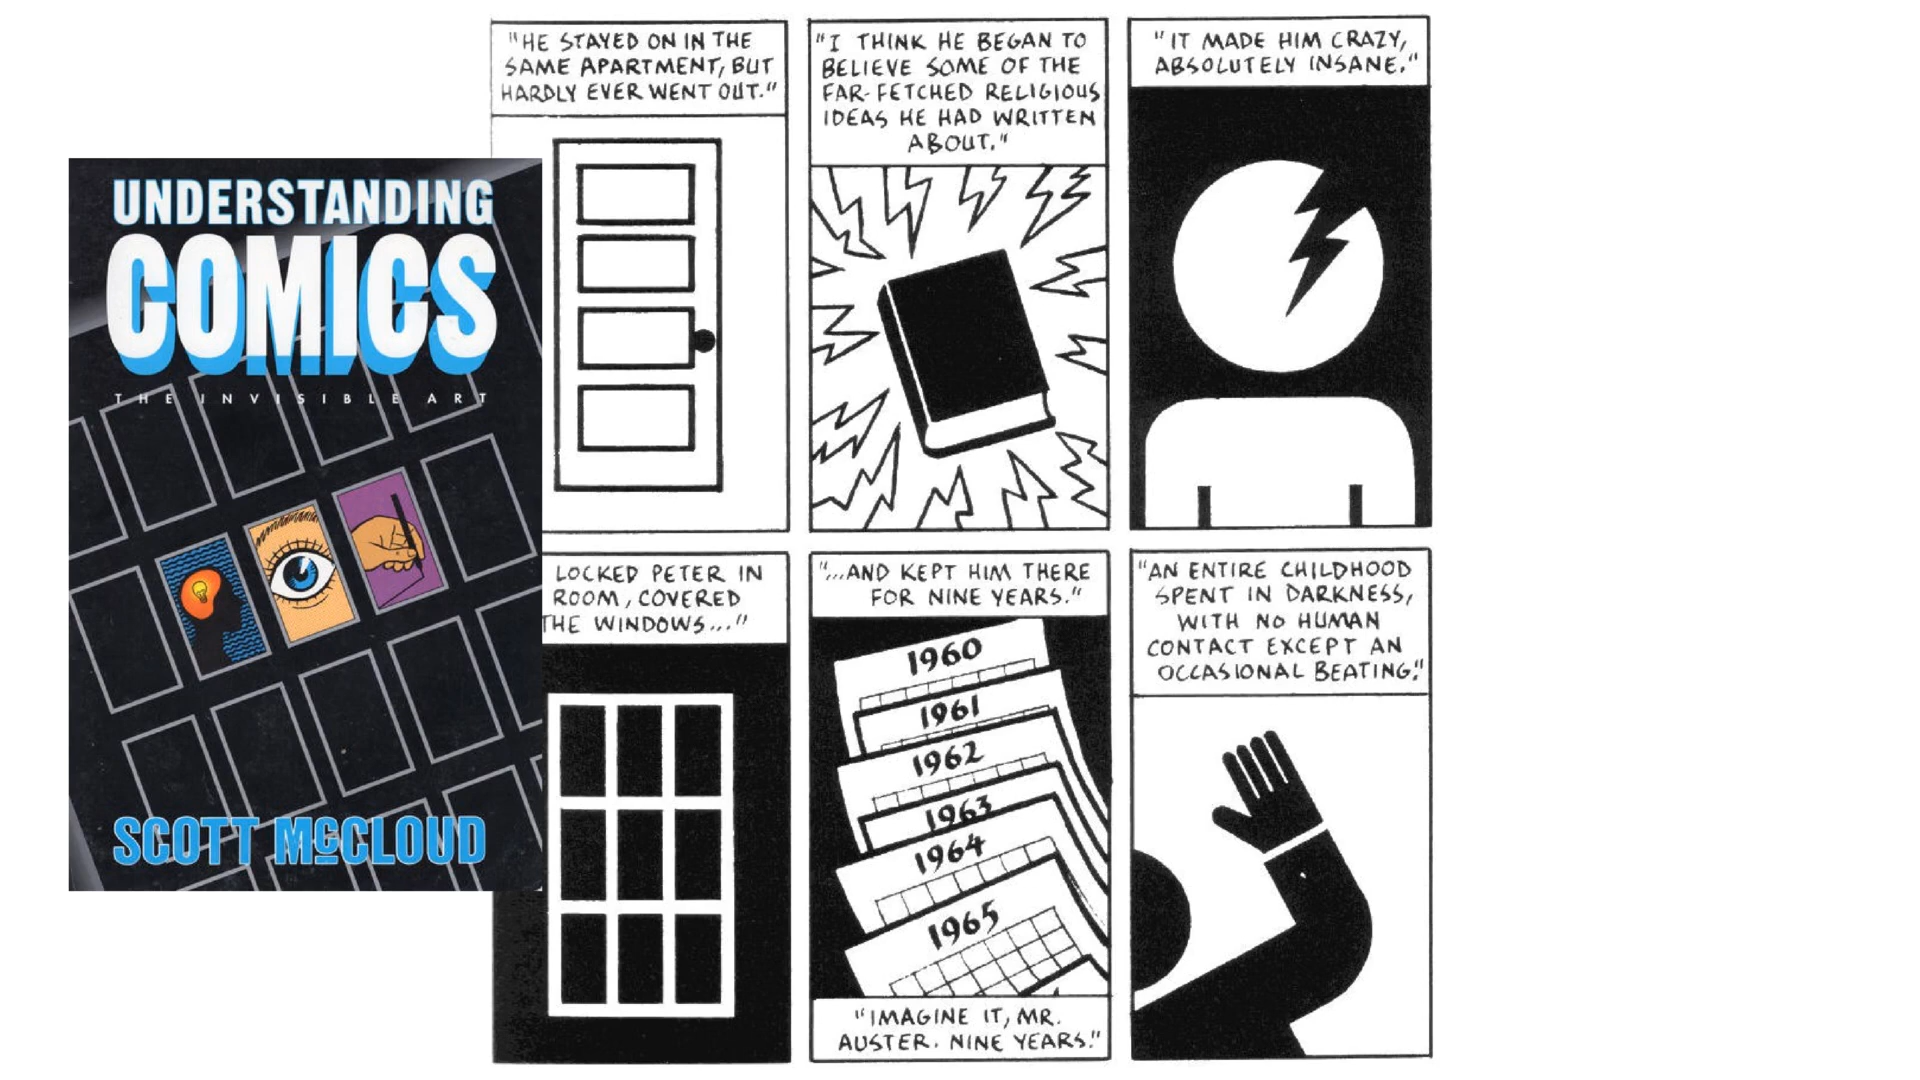 UNDERSTANDING
COMICS
THE INVISIBLE ART
SCOTT McCLOUD
"HE STAYED ON IN THE
SAME APARTMENT, BUT
HARDLY EVER WENT OUT."
"I THINK HE BEGAN TO
BELIEVE SOME OF THE
FAR-FETCHED RELIGIOUS
IDEAS HE HAD WRITTEN
ABOUT."
"IT MADE HIM CRAZY,
ABSOLUTELY INSANE."
LOCKED PETER IN
ROOM, COVERED
THE WINDOWS..."
"...AND KEPT HIM THERE
FOR NINE YEARS."
1960
1961
1962
1963
1964
1965
"IMAGINE IT, MR.
AUSTER. NINE YEARS."
"AN ENTIRE CHILDHOOD
SPENT IN DARKNESS,
WITH NO HUMAN
CONTACT EXCEPT AN
OCCASIONAL BEATING."